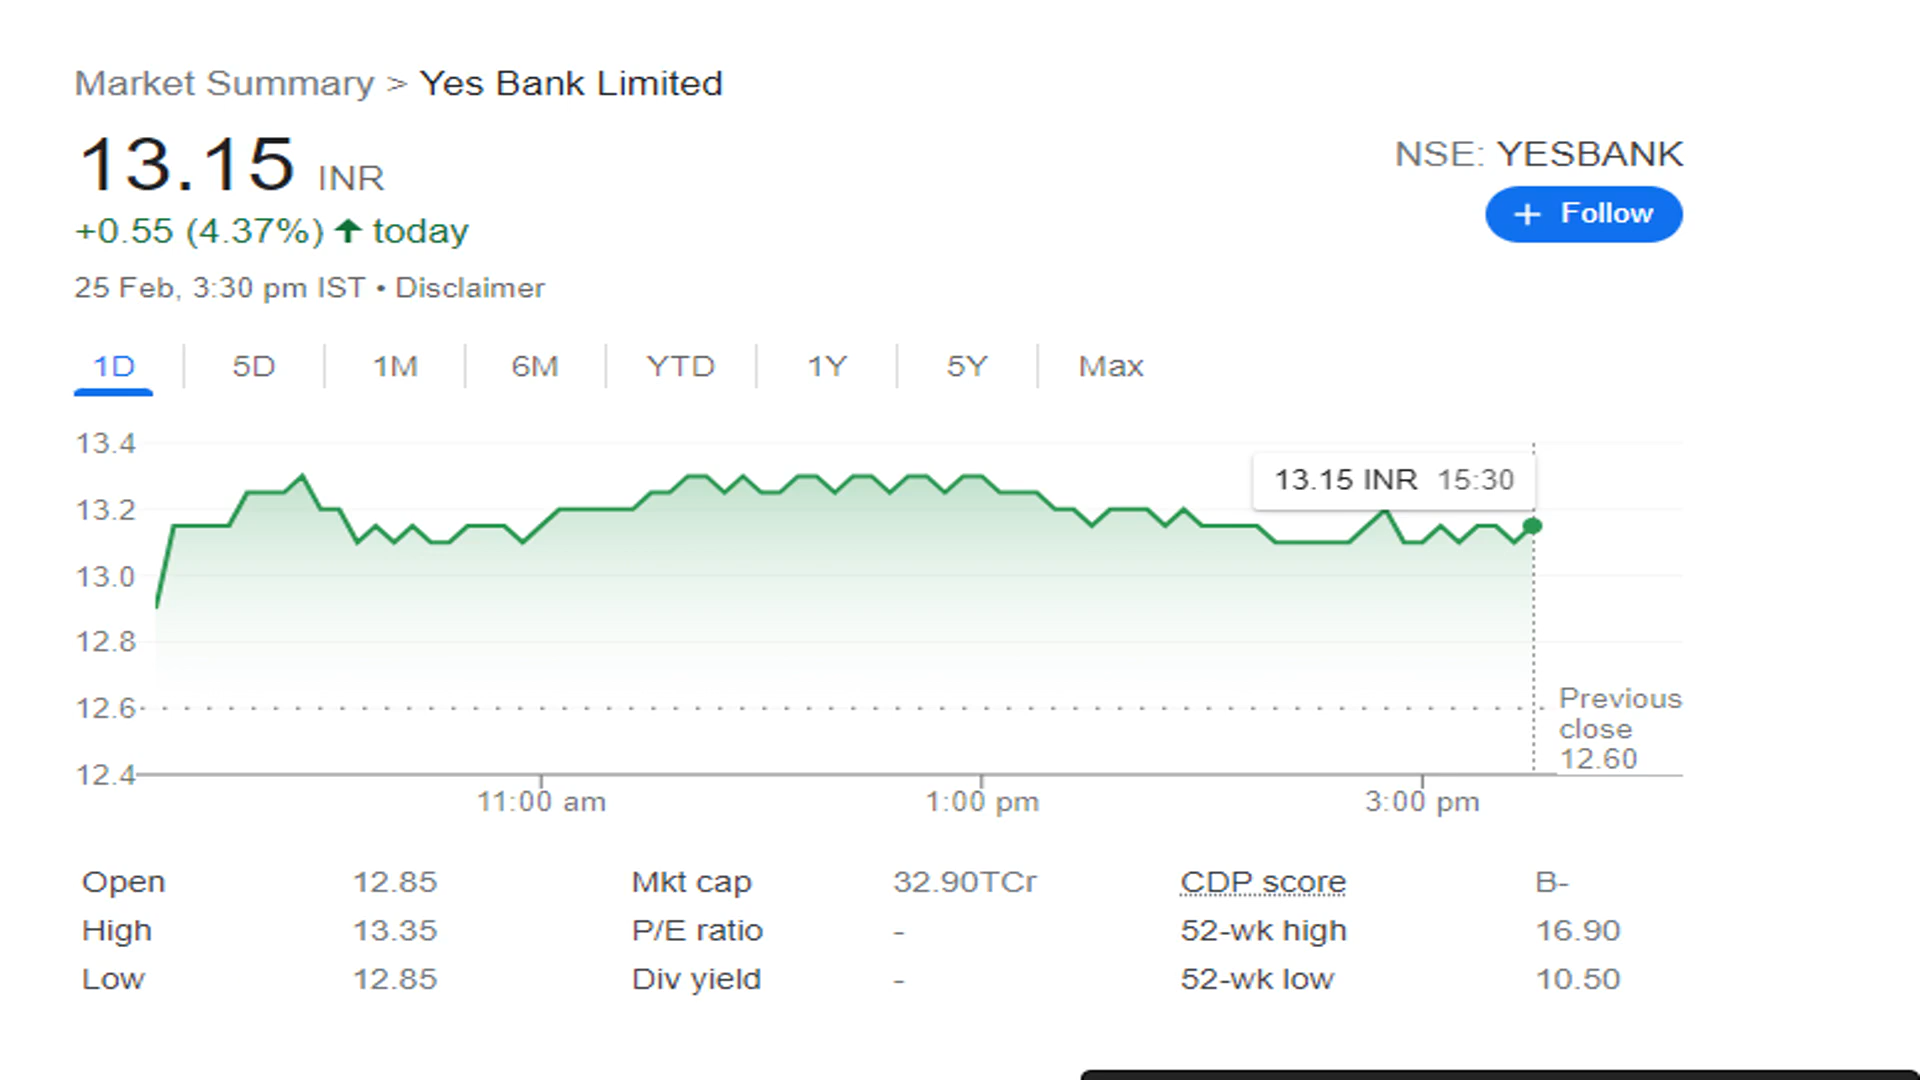 Market Summary > Yes Bank Limited
13.15 INR
NSE: YESBANK
+0.55 (4.37%) ↑ today
+ Follow
25 Feb, 3:30 pm IST • Disclaimer
1D 5D 1M 6M YTD 1Y 5Y Max
13.4
13.15 INR 15:30
13.2
13.0
12.8
12.6
Previous
close
12.60
12.4
11:00 am 1:00 pm 3:00 pm
Open 12.85 Mkt cap 32.90TCr CDP score B-
High 13.35 P/E ratio - 52-wk high 16.90
Low 12.85 Div yield - 52-wk low 10.50